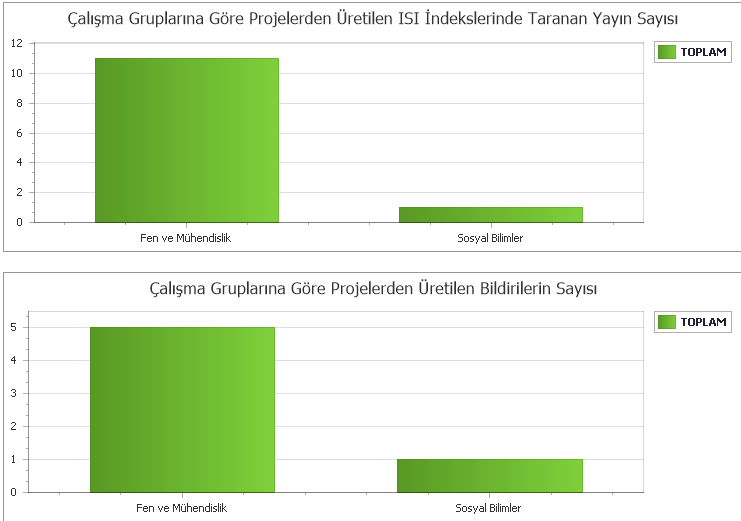 Çalışma Gruplarına Göre Projelerden Üretilen ISI İndekslerinde Taranan Yayın Sayısı
TOPLAM
12
10
8
6
4
2
0
Fen ve Mühendislik
Sosyal Bilimler
Çalışma Gruplarına Göre Projelerden Üretilen Bildirilerin Sayısı
TOPLAM
5
4
3
2
1
0
Fen ve Mühendislik
Sosyal Bilimler